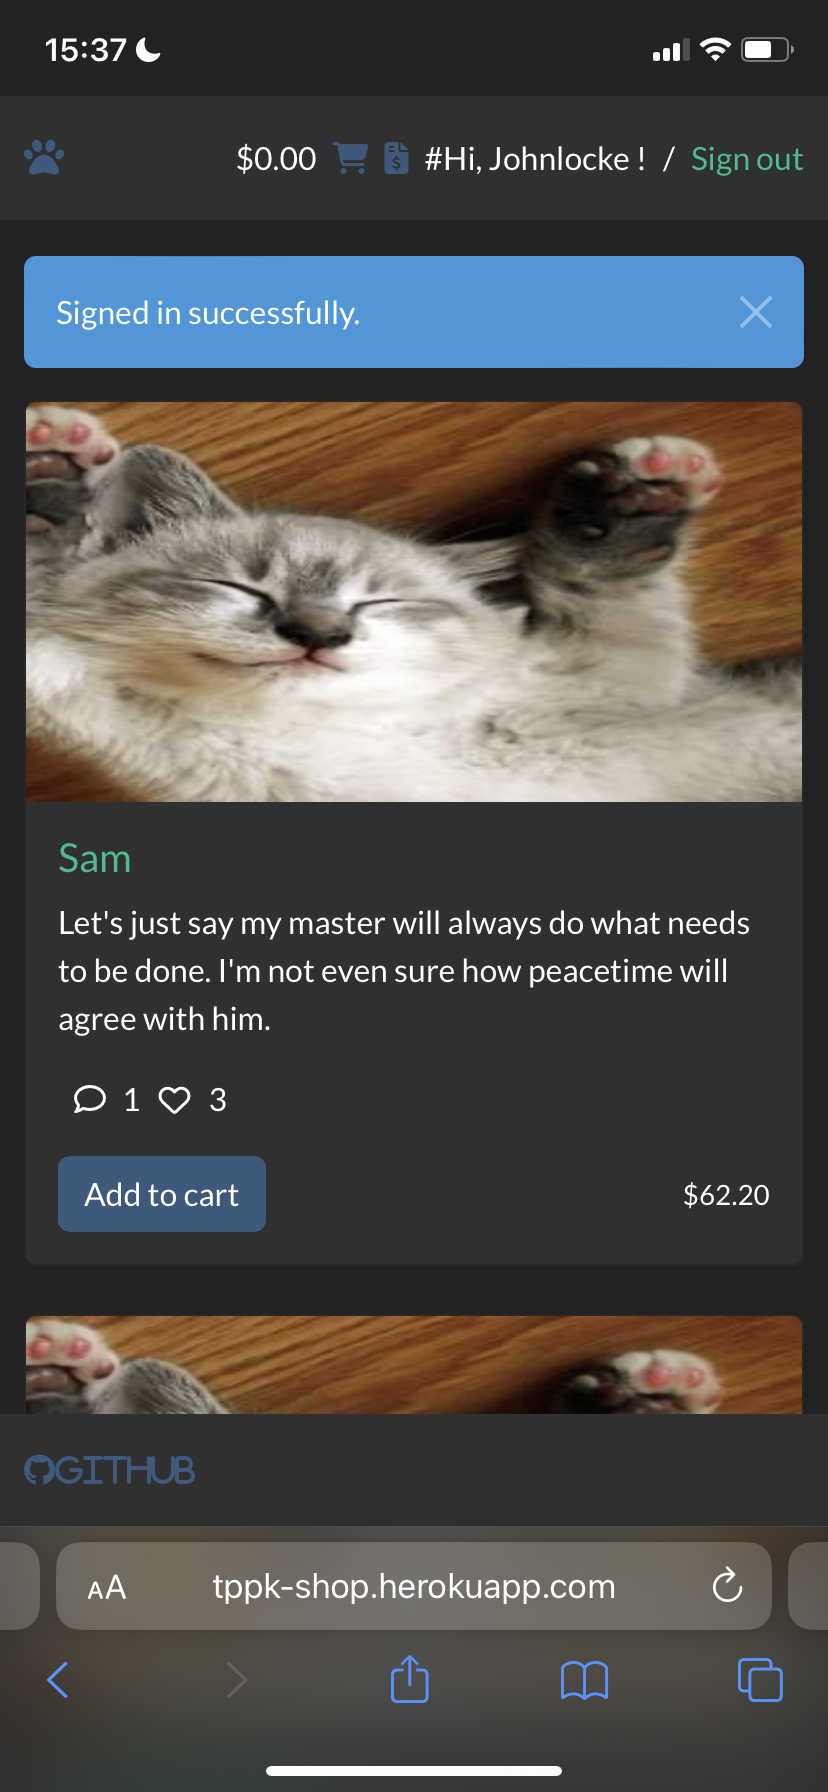 15:37
$0.00 #Hi, Johnlocke ! / Sign out
Signed in successfully.
Sam
Let's just say my master will always do what needs
to be done. I'm not even sure how peacetime will
agree with him.
1 3
Add to cart
$62.20
GITHUB
AA tppk-shop.herokuapp.com